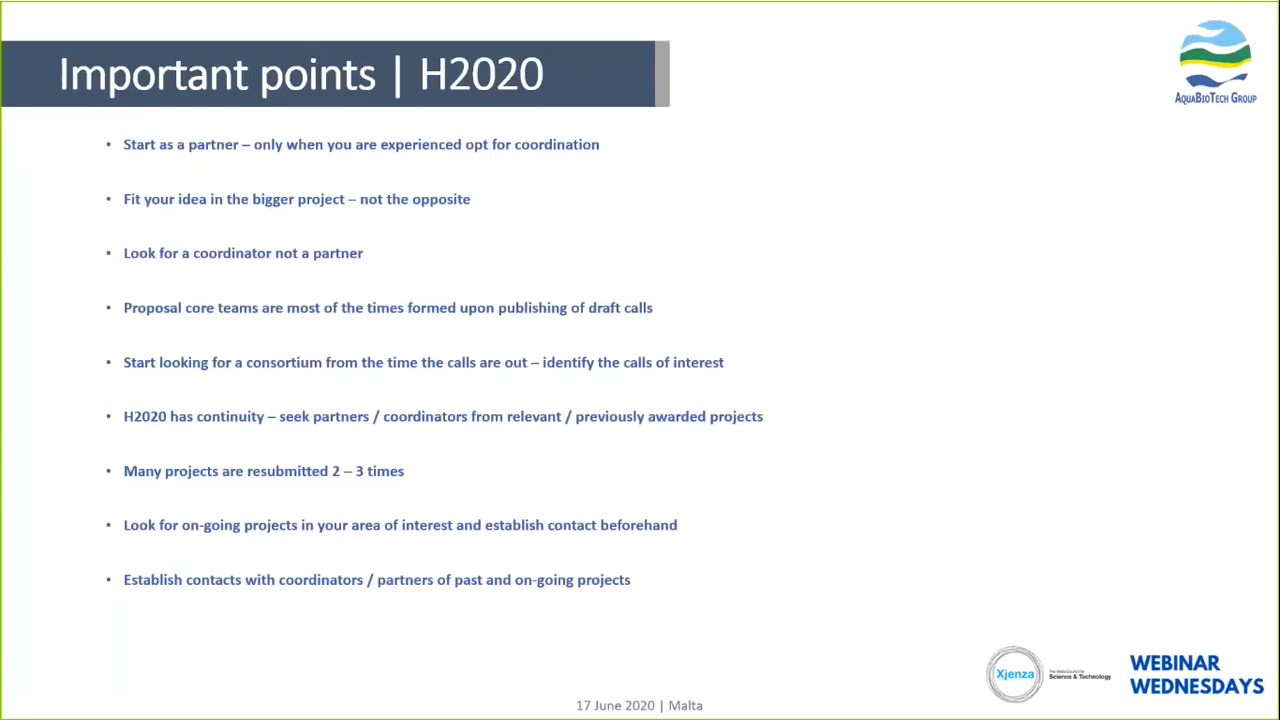 Important points | H2020
AQUABIOTECH GROUP
• Start as a partner – only when you are experienced opt for coordination
• Fit your idea in the bigger project – not the opposite
• Look for a coordinator not a partner
• Proposal core teams are most of the times formed upon publishing of draft calls
• Start looking for a consortium from the time the calls are out – identify the calls of interest
• H2020 has continuity – seek partners / coordinators from relevant / previously awarded projects
• Many projects are resubmitted 2 – 3 times
• Look for on-going projects in your area of interest and establish contact beforehand
• Establish contacts with coordinators / partners of past and on-going projects
Xjenza
The Malta Council for
Science & Technology
WEBINAR
WEDNESDAYS
17 June 2020 | Malta